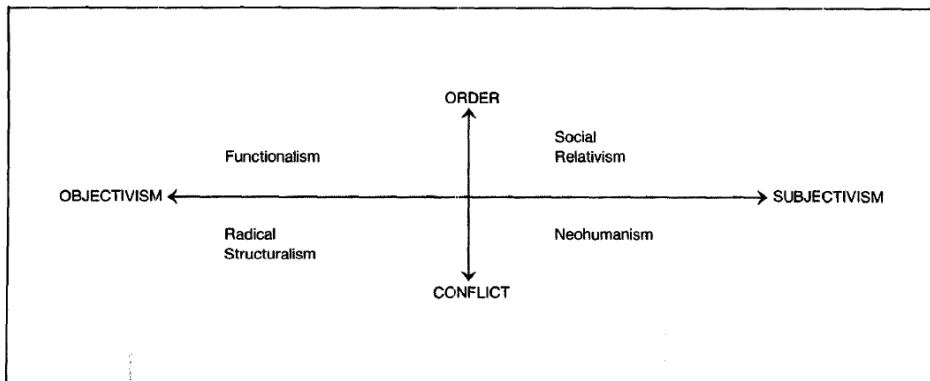 ORDER
Social
Relativism
Functionalism
OBJECTIVISM
SUBJECTIVISM
Radical
Structuralism
Neohumanism
CONFLICT